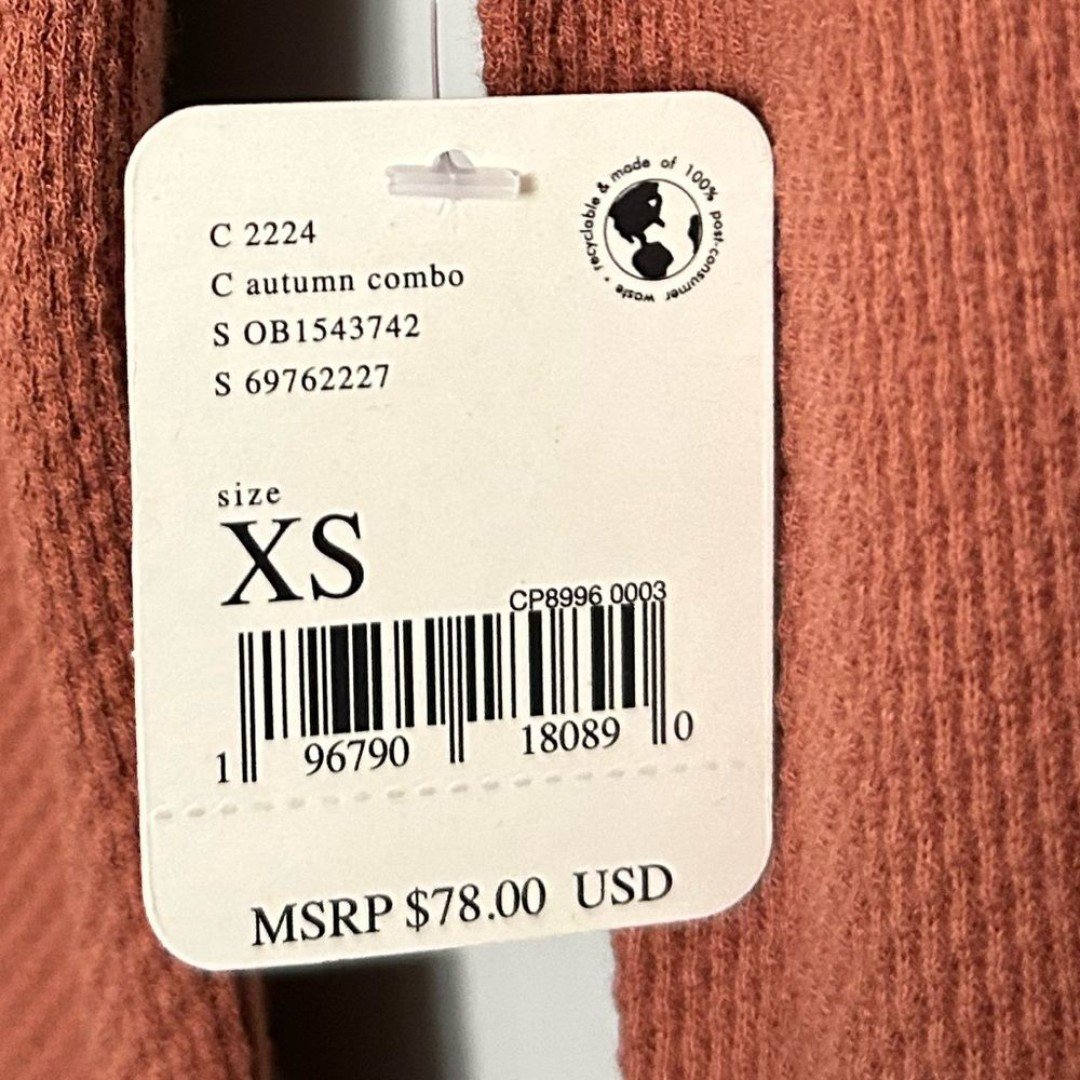 recyclable & made of 100% post-consumer waste •
C 2224
C autumn combo
S OB1543742
S 69762227
size
XS
CP8996 0003
1 96790 18089 0
MSRP $78.00 USD